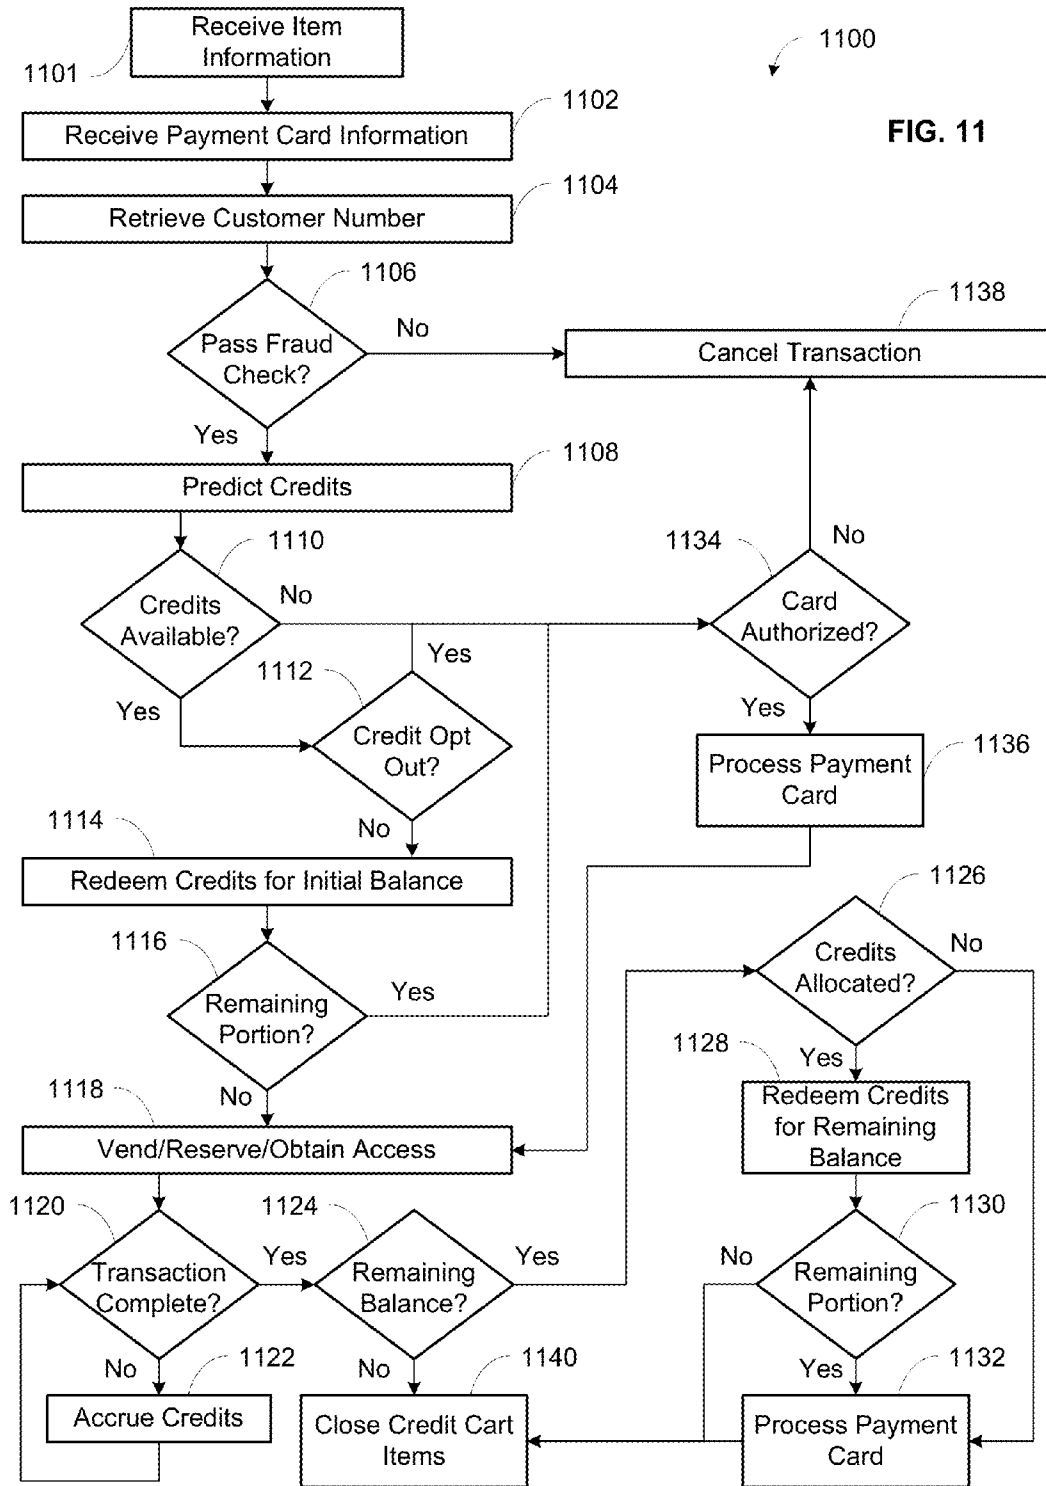 Receive Item
Information
1101
1100
FIG. 11
1102
Receive Payment Card Information
1104
Retrieve Customer Number
1106
Pass Fraud
Check?
No
Yes
1138
Cancel Transaction
1108
Predict Credits
1110
Credits
Available?
No
Yes
1112
Credit Opt
Out?
Yes
No
1134
Card
Authorized?
No
Yes
1136
Process Payment
Card
1114
Redeem Credits for Initial Balance
1116
Remaining
Portion?
Yes
No
1118
Vend/Reserve/Obtain Access
1120
Transaction
Complete?
Yes
No
1122
Accrue Credits
1124
Remaining
Balance?
Yes
No
1126
Credits
Allocated?
No
Yes
1128
Redeem Credits
for Remaining
Balance
1130
Remaining
Portion?
No
Yes
1132
Process Payment
Card
1140
Close Credit Cart
Items